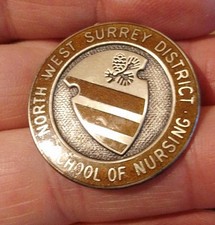 NORTH WEST SURREY DISTRICT
SCHOOL OF NURSING